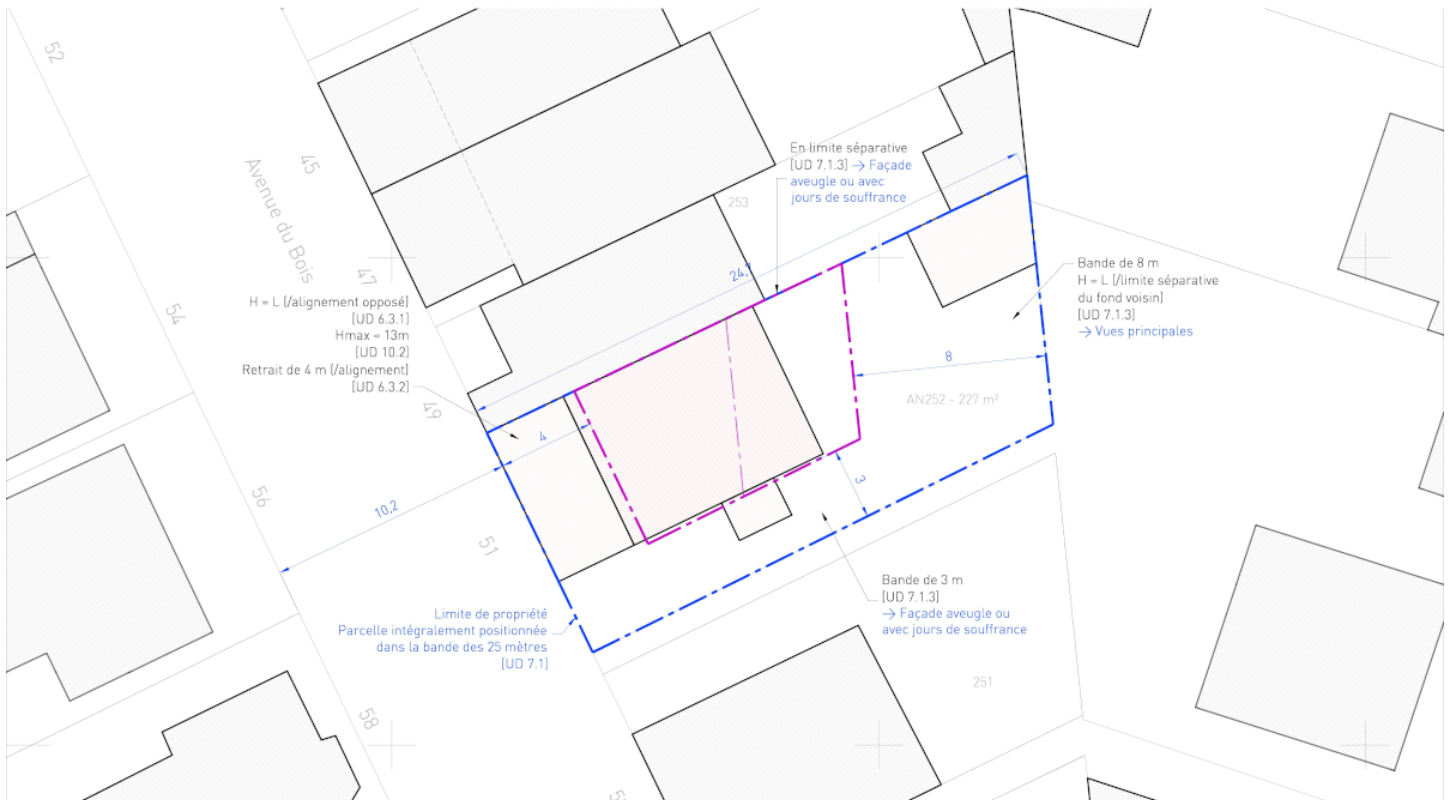 52
45
Avenue du Bois
47
54
49
56
51
58
En limite séparative
[UD 7.1.3] → Façade
aveugle ou avec
jours de souffrance
253
24,7
H = L [/alignement opposé]
[UD 6.3.1]
Hmax = 13m
[UD 10.2]
Retrait de 4 m [/alignement]
[UD 6.3.2]
4
10,2
Bande de 8 m
H = L [/limite séparative
du fond voisin]
[UD 7.1.3]
→ Vues principales
8
AN252 - 227 m²
3
Bande de 3 m
[UD 7.1.3]
→ Façade aveugle ou
avec jours de souffrance
Limite de propriété
Parcelle intégralement positionnée
dans la bande des 25 mètres
[UD 7.1]
251